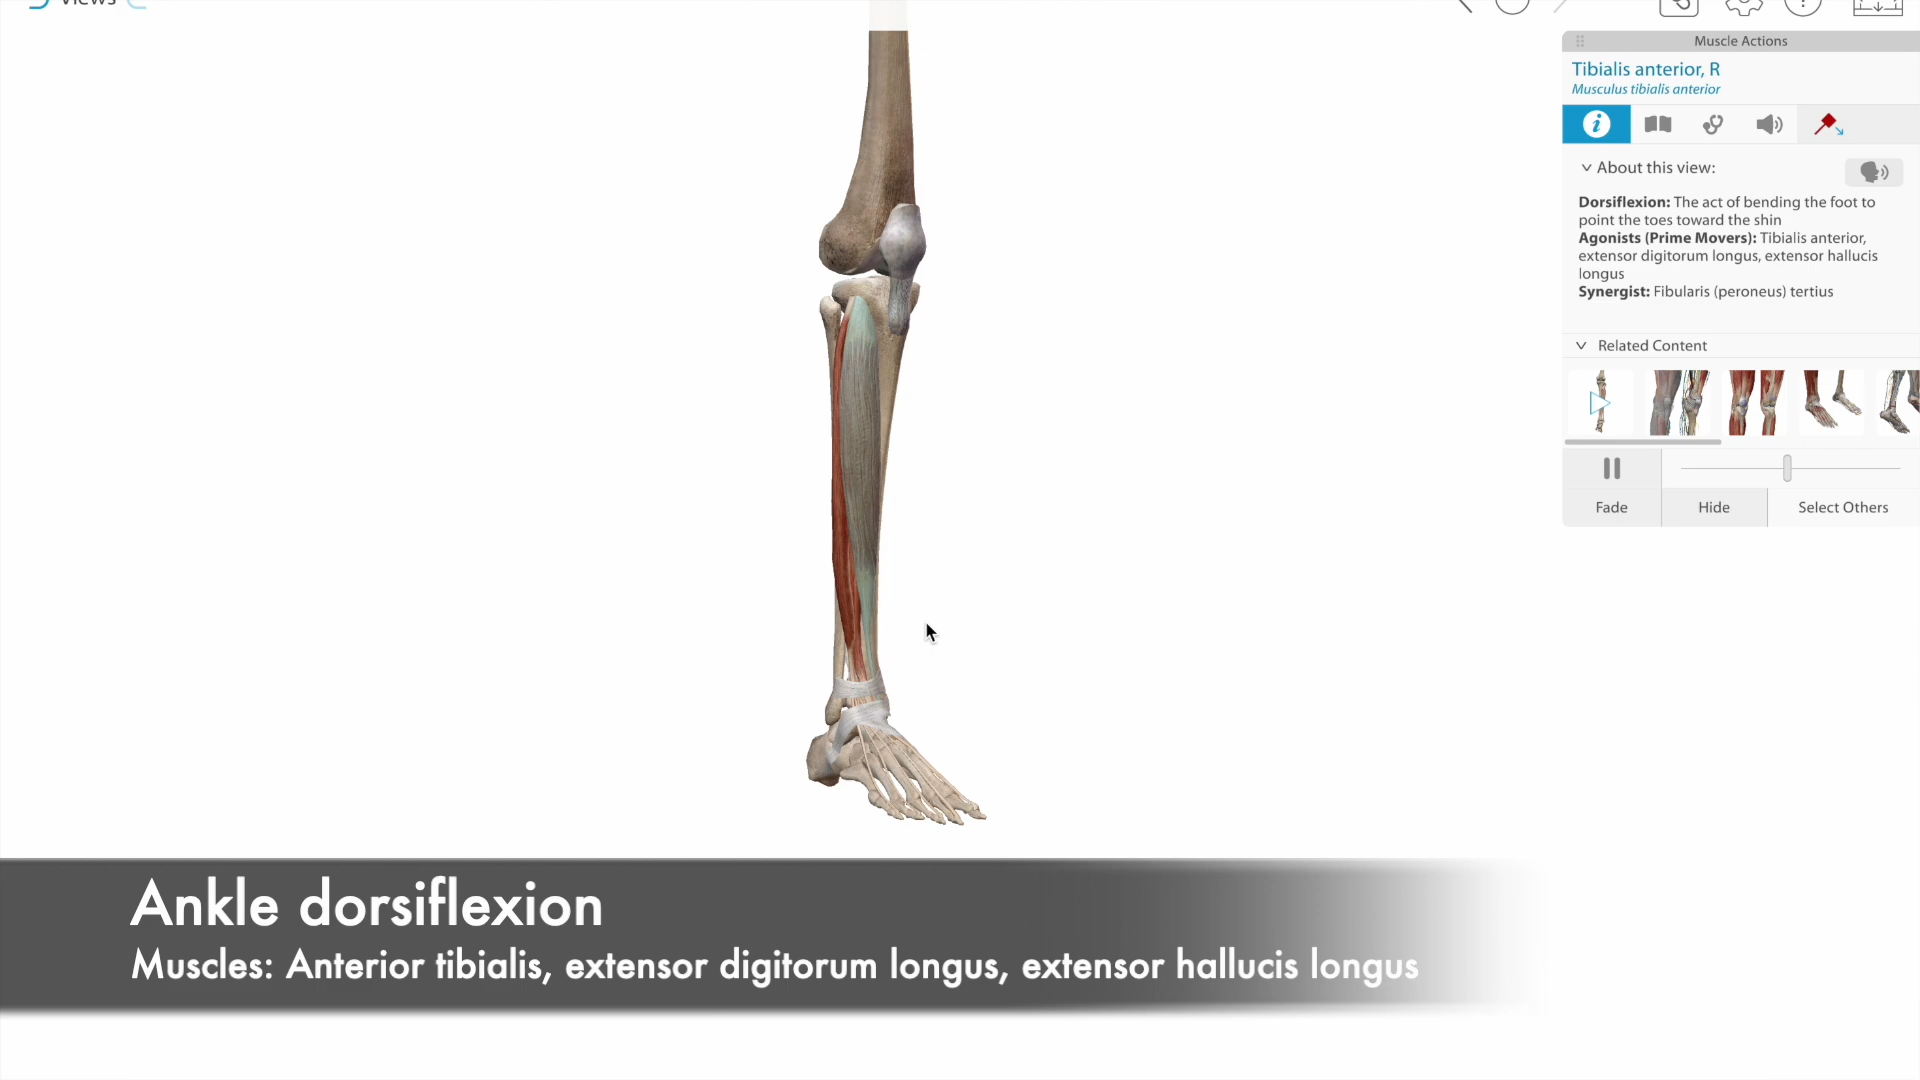 Views
Muscle Actions
Tibialis anterior, R
Musculus tibialis anterior
About this view:
Dorsiflexion: The act of bending the foot to
point the toes toward the shin
Agonists (Prime Movers): Tibialis anterior,
extensor digitorum longus, extensor hallucis
longus
Synergist: Fibularis (peroneus) tertius
Related Content
Fade
Hide
Select Others
Ankle dorsiflexion
Muscles: Anterior tibialis, extensor digitorum longus, extensor hallucis longus